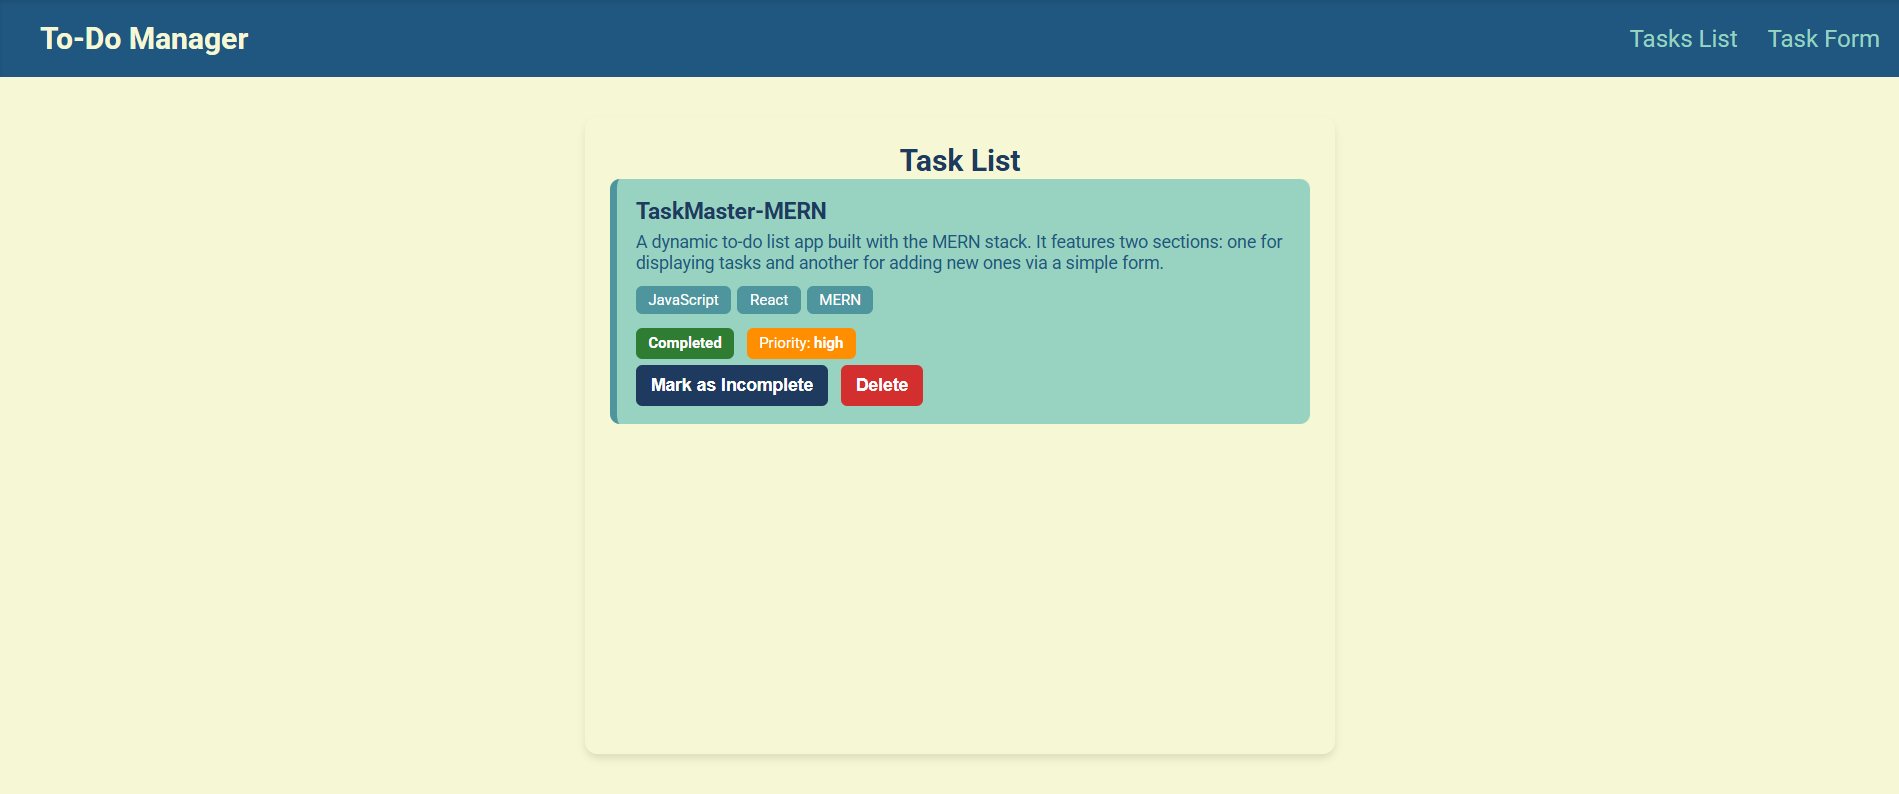 To-Do Manager
Tasks List
Task Form
Task List
TaskMaster-MERN
A dynamic to-do list app built with the MERN stack. It features two sections: one for
displaying tasks and another for adding new ones via a simple form.
JavaScript React MERN
Completed Priority: high
Mark as Incomplete Delete